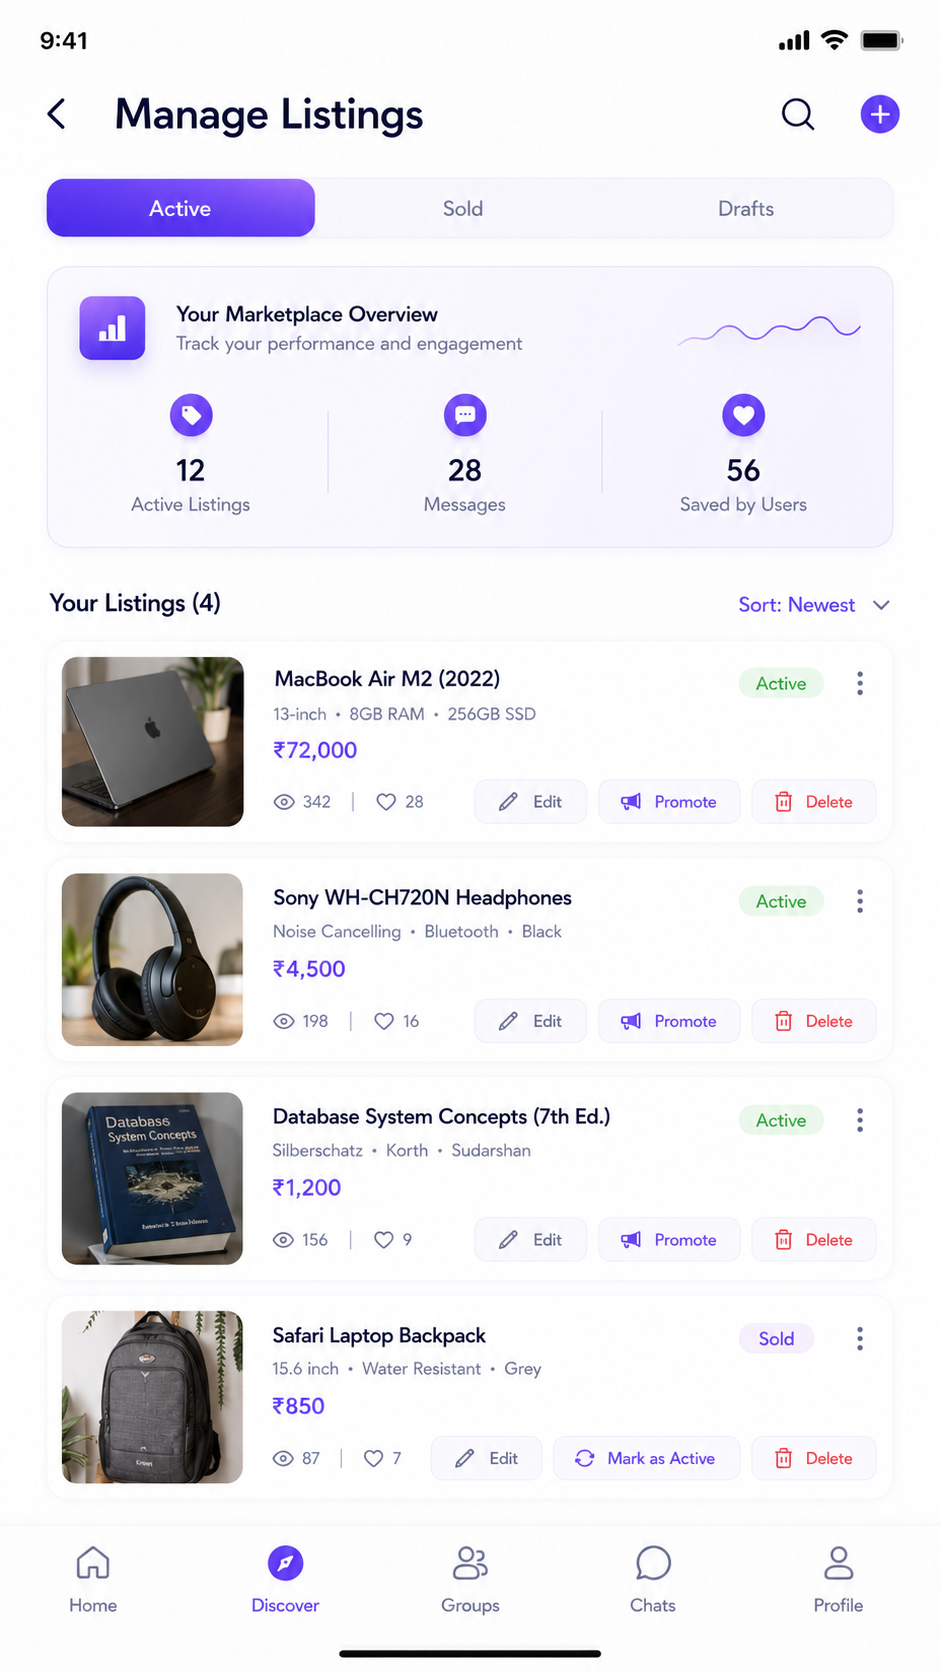 9:41
Manage Listings
Active Sold Drafts
Your Marketplace Overview
Track your performance and engagement
12 28 56
Active Listings Messages Saved by Users
Your Listings (4) Sort: Newest
MacBook Air M2 (2022) Active
13-inch • 8GB RAM • 256GB SSD
₹72,000
342 | 28 Edit Promote Delete
Sony WH-CH720N Headphones Active
Noise Cancelling • Bluetooth • Black
₹4,500
198 | 16 Edit Promote Delete
Database
System Concepts
Database System Concepts (7th Ed.) Active
Silberschatz • Korth • Sudarshan
₹1,200
156 | 9 Edit Promote Delete
Safari Laptop Backpack Sold
15.6 inch • Water Resistant • Grey
₹850
87 | 7 Edit Mark as Active Delete
Home Discover Groups Chats Profile